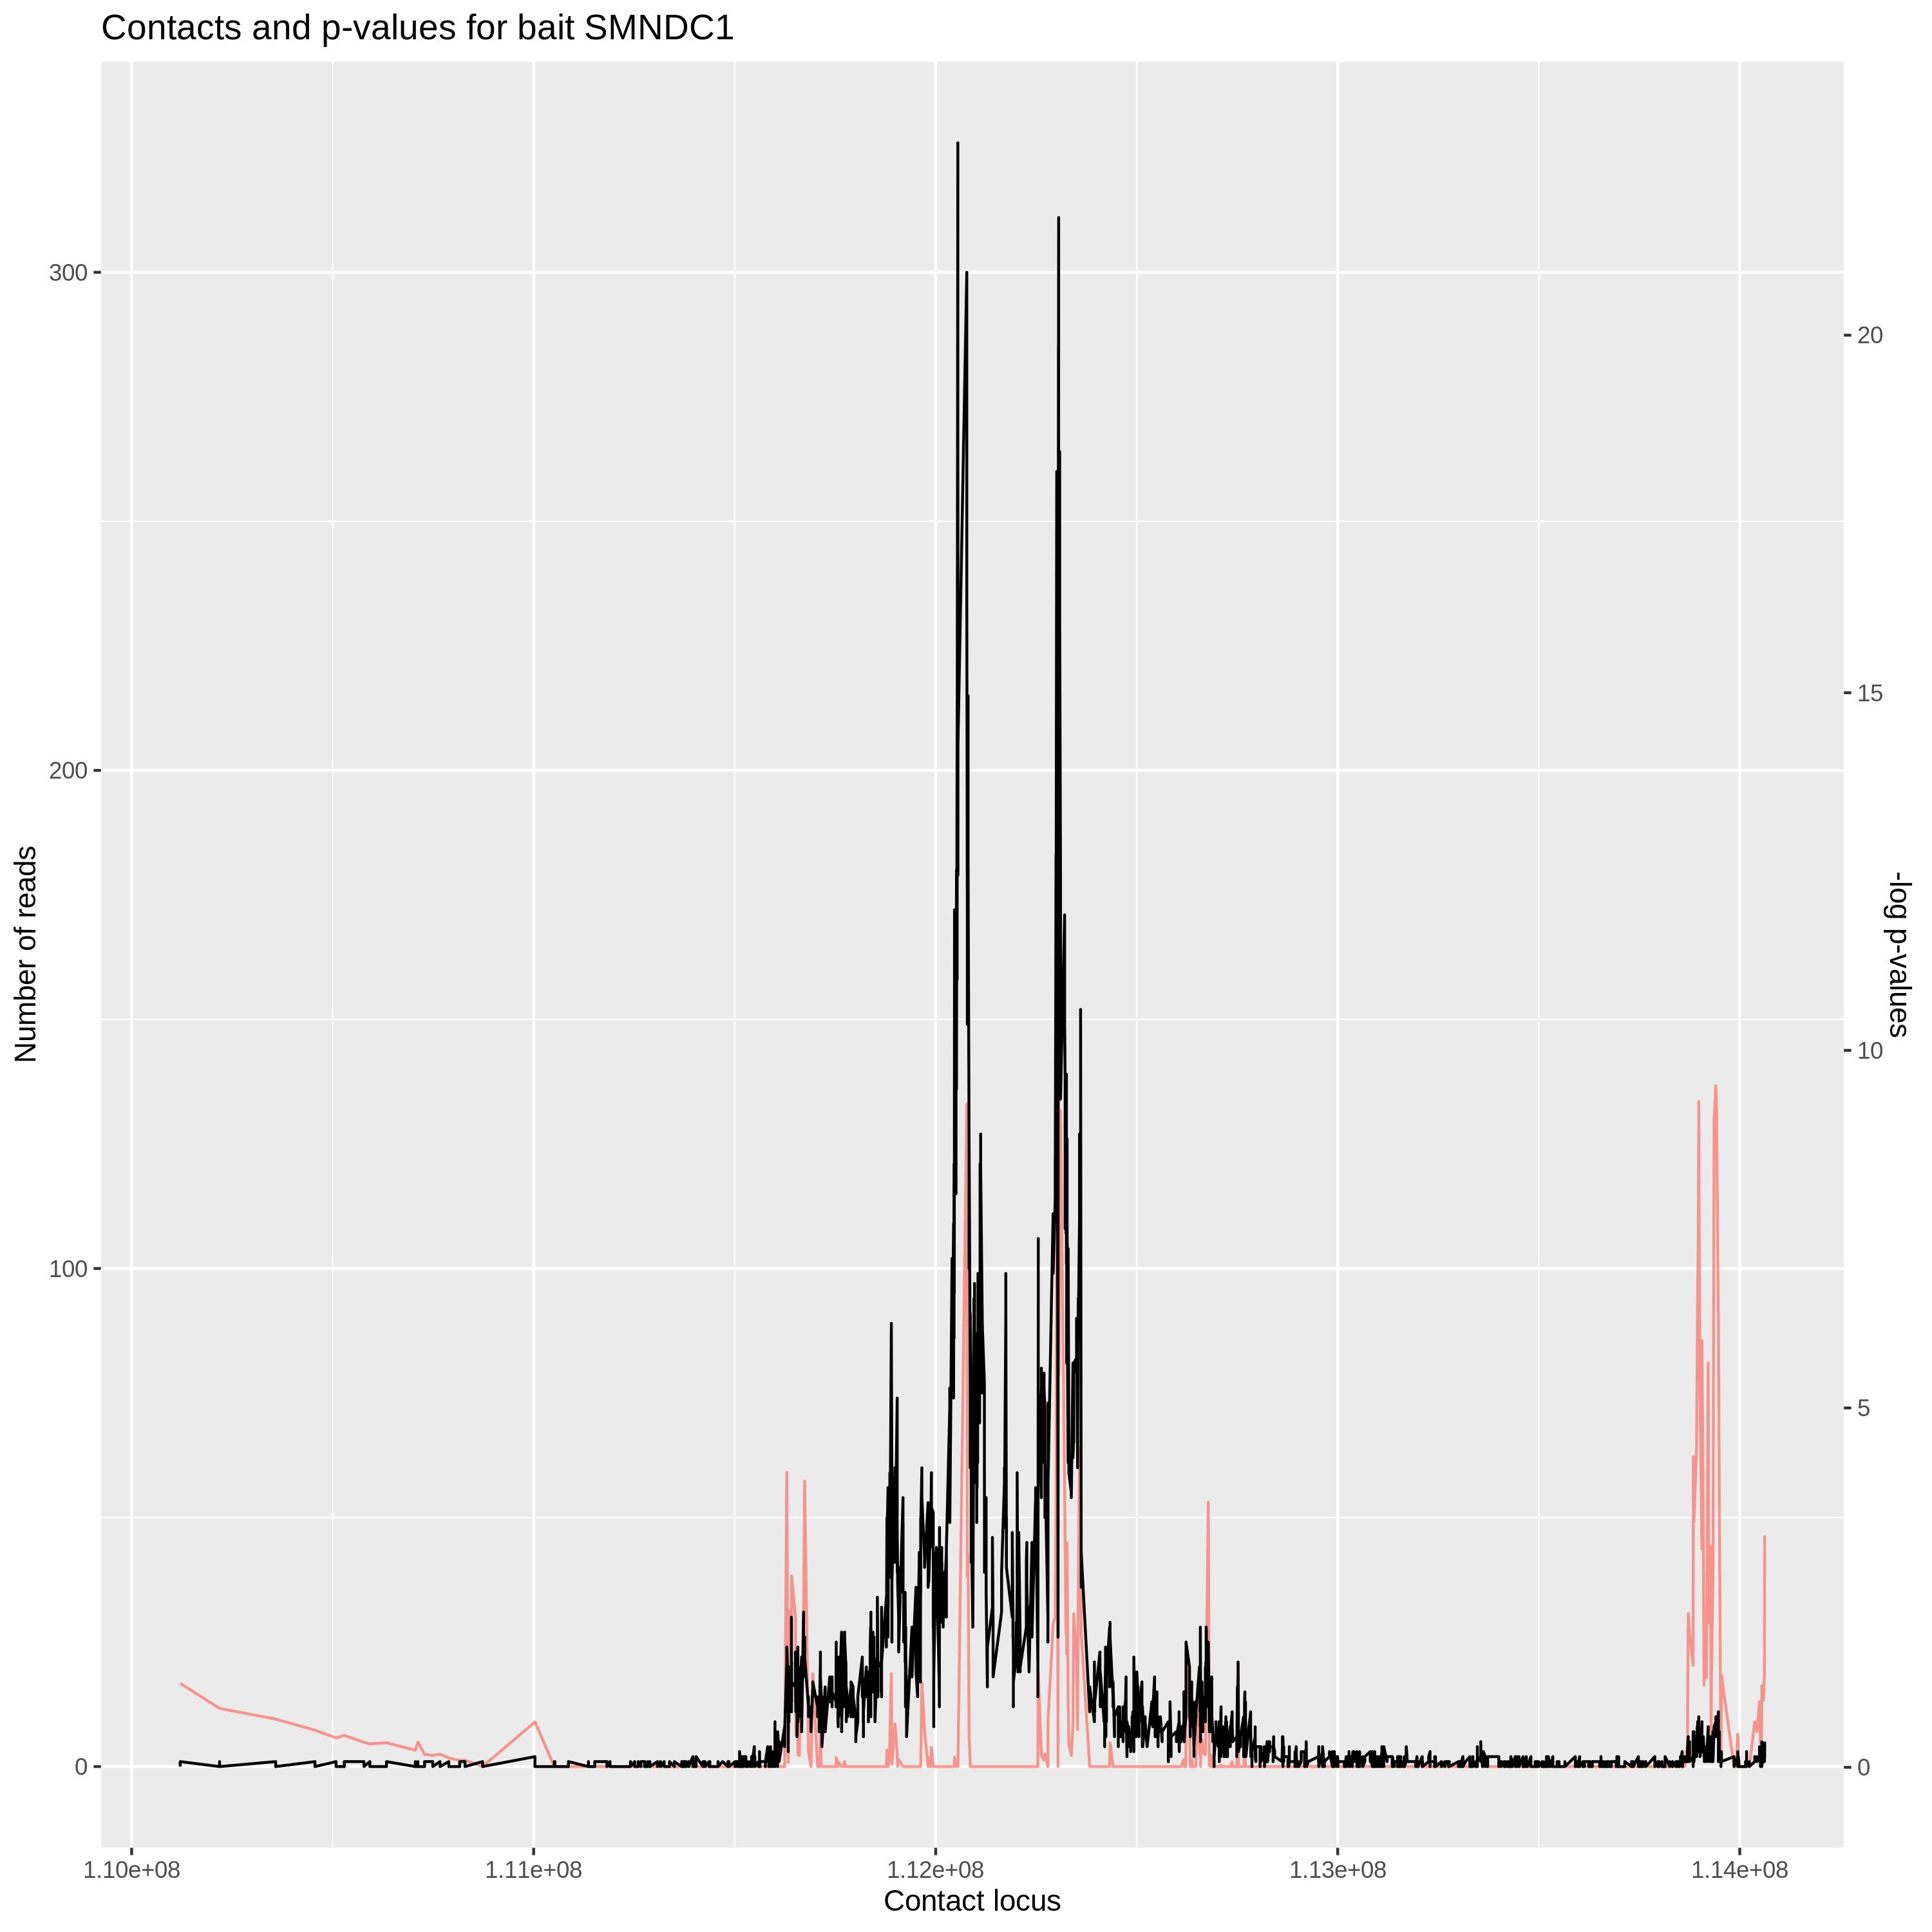 Contacts and p-values for bait SMNDC1
300
200
100
0
Number of reads
20
15
10
5
0
-log p-values
1.10e+08 1.11e+08 1.12e+08 1.13e+08 1.14e+08
Contact locus